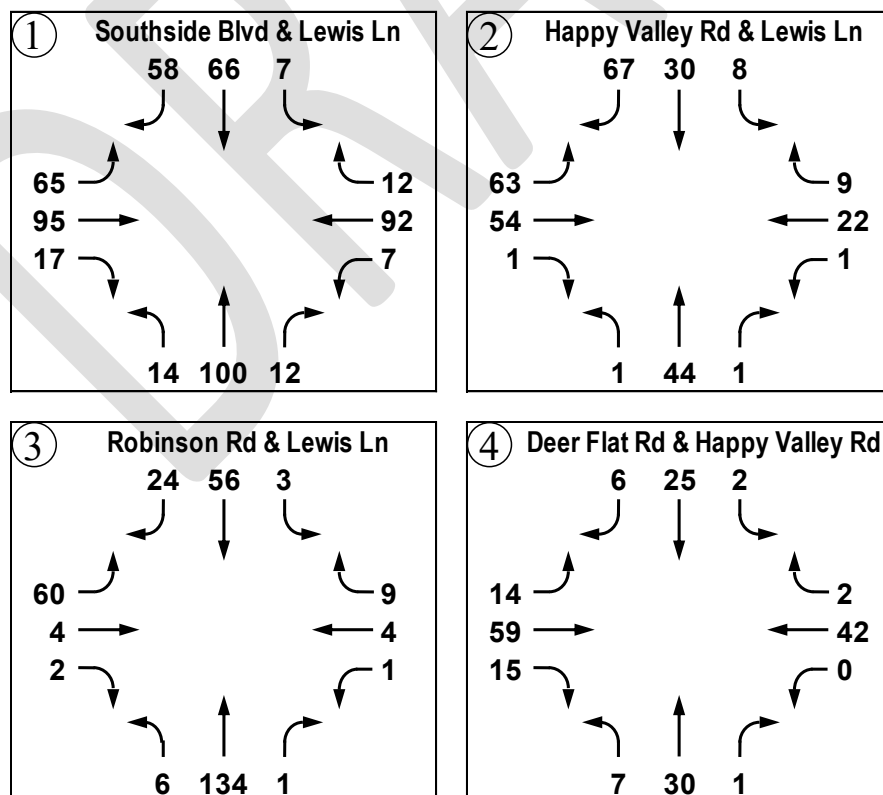 1 Southside Blvd & Lewis Ln
58 66 7
65 12
95 92
17 7
14 100 12
2 Happy Valley Rd & Lewis Ln
67 30 8
63 9
54 22
1 1
1 44 1
3 Robinson Rd & Lewis Ln
24 56 3
60 9
4 4
2 1
6 134 1
4 Deer Flat Rd & Happy Valley Rd
6 25 2
14 2
59 42
15 0
7 30 1
DRA